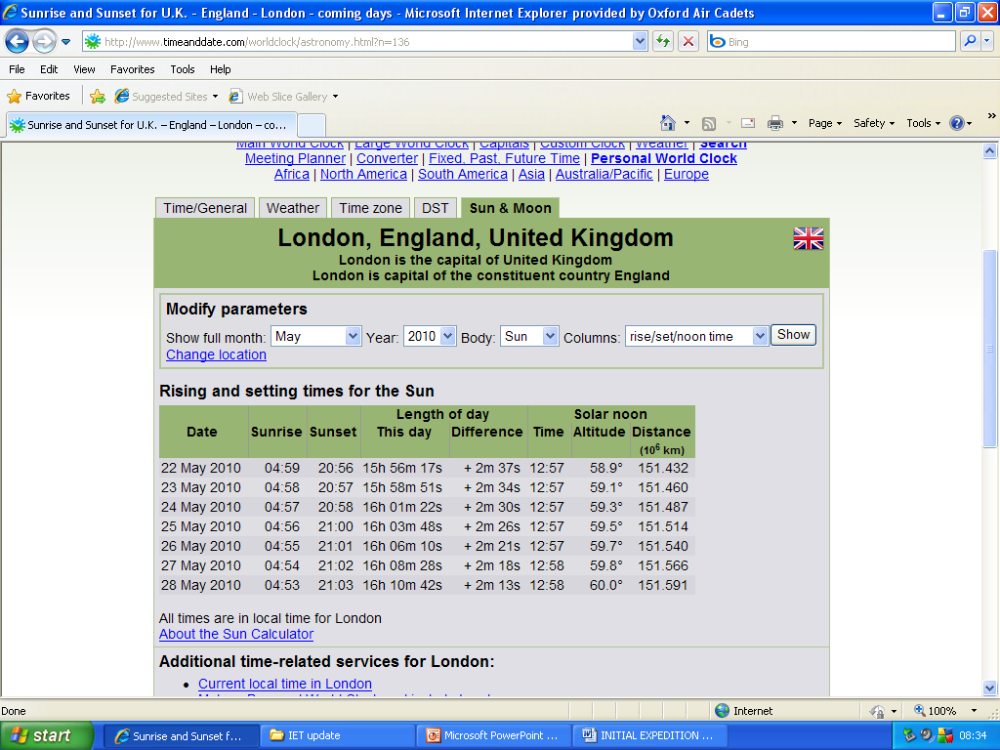 Sunrise and Sunset for U.K. - England - London - coming days - Microsoft Internet Explorer provided by Oxford Air Cadets
http://www.timeanddate.com/worldclock/astronomy.html?n=136
Bing
File Edit View Favorites Tools Help
Favorites Suggested Sites Web Slice Gallery
Sunrise and Sunset for U.K. – England – London – co... Page Safety Tools »
Main World Clock | Large World Clock | Capitals | Custom Clock | Weather | Search
Meeting Planner | Converter | Fixed, Past, Future Time | Personal World Clock
Africa | North America | South America | Asia | Australia/Pacific | Europe
Time/General Weather Time zone DST Sun & Moon
London, England, United Kingdom
London is the capital of United Kingdom
London is capital of the constituent country England
Modify parameters
Show full month: May Year: 2010 Body: Sun Columns: rise/set/noon time Show
Change location
Rising and setting times for the Sun
Length of day Solar noon
Date Sunrise Sunset This day Difference Time Altitude Distance
(10⁶ km)
22 May 2010 04:59 20:56 15h 56m 17s + 2m 37s 12:57 58.9° 151.432
23 May 2010 04:58 20:57 15h 58m 51s + 2m 34s 12:57 59.1° 151.460
24 May 2010 04:57 20:58 16h 01m 22s + 2m 30s 12:57 59.3° 151.487
25 May 2010 04:56 21:00 16h 03m 48s + 2m 26s 12:57 59.5° 151.514
26 May 2010 04:55 21:01 16h 06m 10s + 2m 21s 12:57 59.7° 151.540
27 May 2010 04:54 21:02 16h 08m 28s + 2m 18s 12:58 59.8° 151.566
28 May 2010 04:53 21:03 16h 10m 42s + 2m 13s 12:58 60.0° 151.591
All times are in local time for London
About the Sun Calculator
Additional time-related services for London:
• Current local time in London
Done Internet 100%
start Sunrise and Sunset f... IET update Microsoft PowerPoint ... INITIAL EXPEDITION ... 08:34